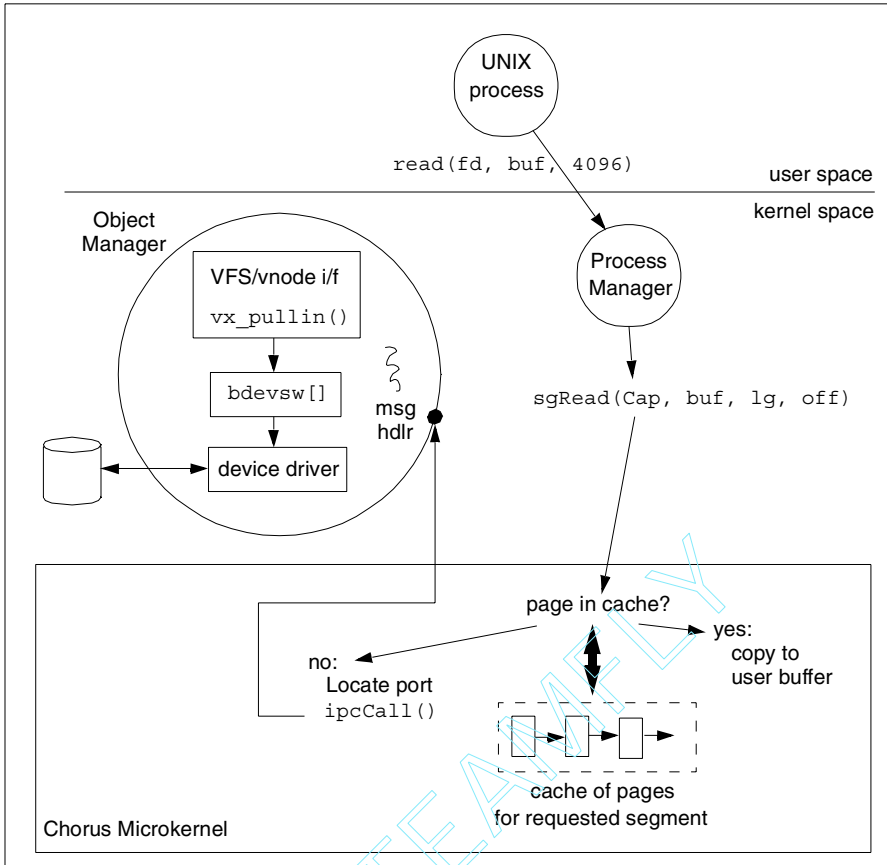 UNIX
process
read(fd, buf, 4096)
user space
kernel space
Object
Manager
VFS/vnode i/f
vx_pullin()
bdevsw[]
msg
hdlr
device driver
Process
Manager
sgRead(Cap, buf, lg, off)
page in cache?
no:
Locate port
ipcCall()
yes:
copy to
user buffer
cache of pages
for requested segment
Chorus Microkernel
TEAMFLY